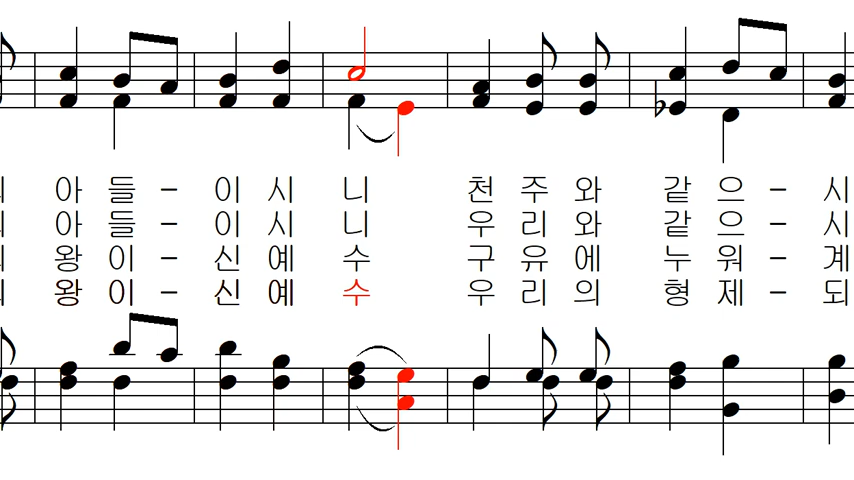 아 들 - 이 시 니 천 주 와 같 으 - 시
아 들 - 이 시 니 우 리 와 같 으 - 시
왕 이 - 신 예 수 구 유 에 누 워 - 계
왕 이 - 신 예 수 우 리 의 형 제 - 되